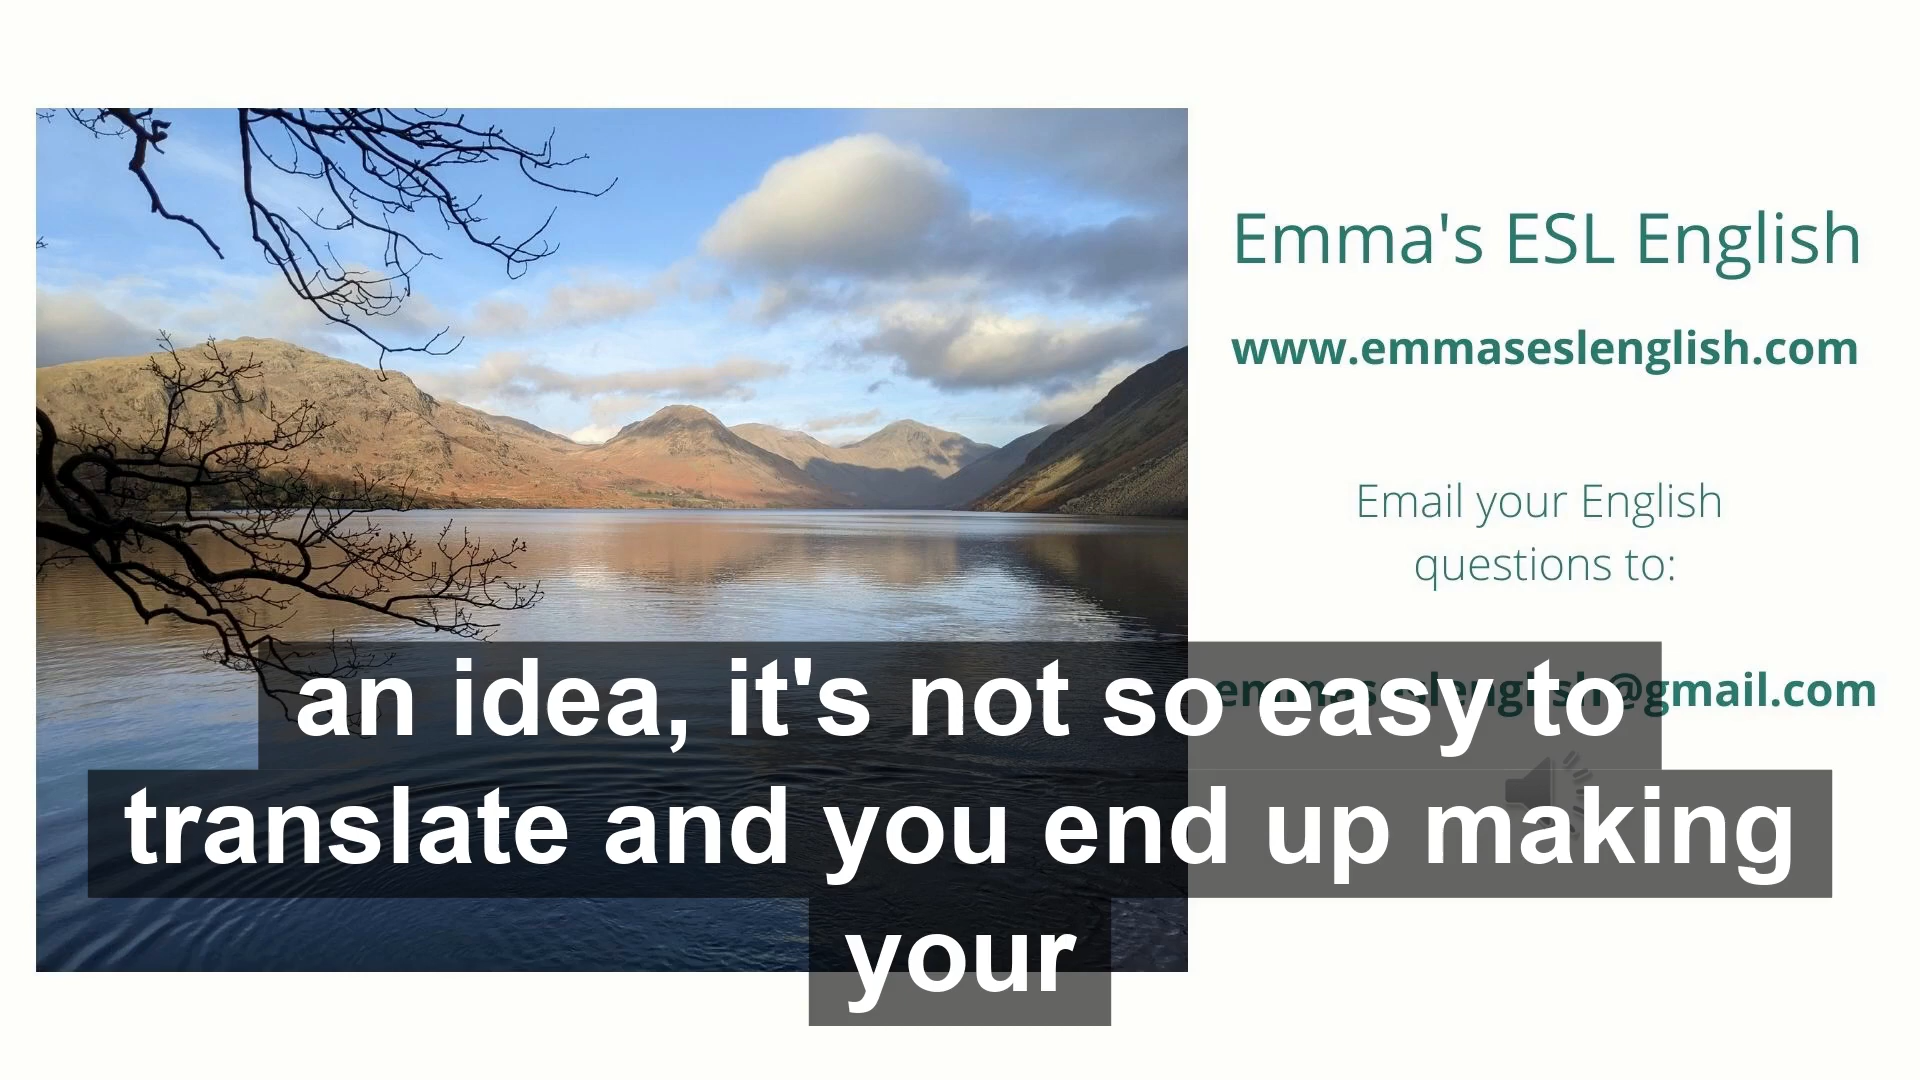 Emma's ESL English
www.emmaseslenglish.com
Email your English
questions to:
emmaseslenglish@gmail.com
an idea, it's not so easy to
translate and you end up making
your